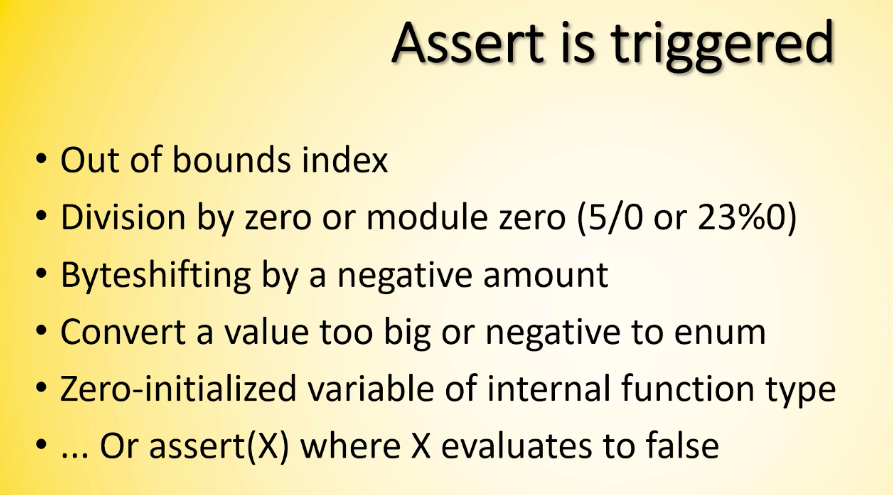 Assert is triggered
• Out of bounds index
• Division by zero or module zero (5/0 or 23%0)
• Byteshifting by a negative amount
• Convert a value too big or negative to enum
• Zero-initialized variable of internal function type
• ... Or assert(X) where X evaluates to false